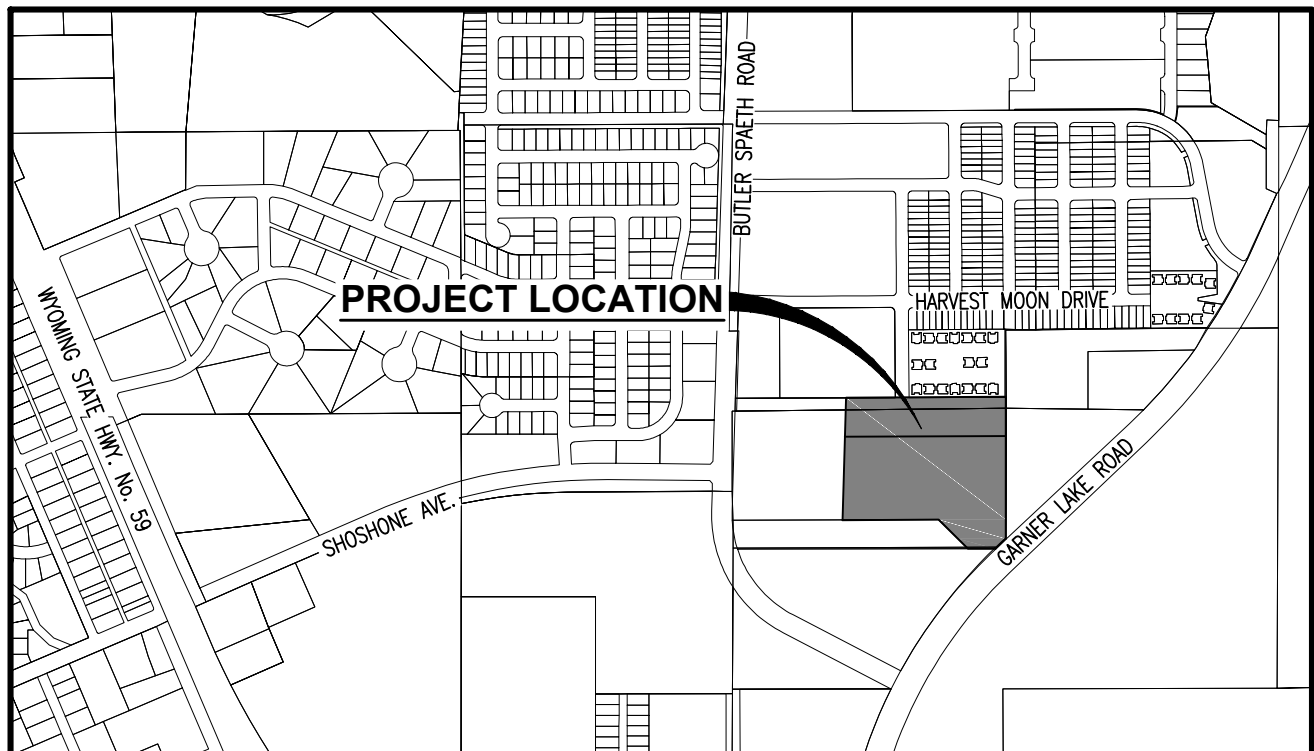 BUTLER SPAETH ROAD
PROJECT LOCATION
HARVEST MOON DRIVE
WYOMING STATE HWY. No. 59
SHOSHONE AVE.
GARNER LAKE ROAD